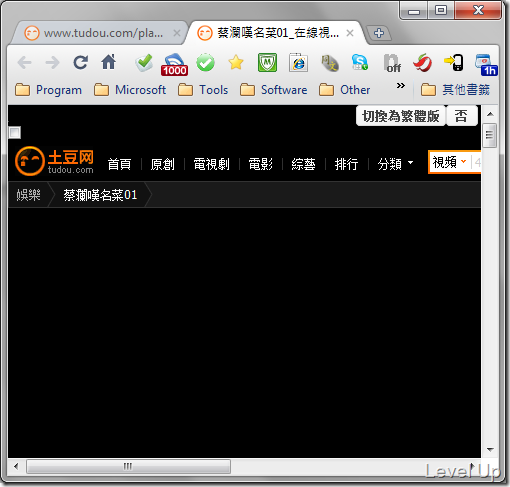 www.tudou.com/pla...
蔡瀾嘆名菜01_在線視...
1000
off
1h
Program
Microsoft
Tools
Software
Other
»
其他書籤
切換為繁體版
否
土豆网
tudou.com
首頁
原創
電視劇
電影
綜藝
排行
分類
視頻
4
娛樂
蔡瀾嘆名菜01
Level Up